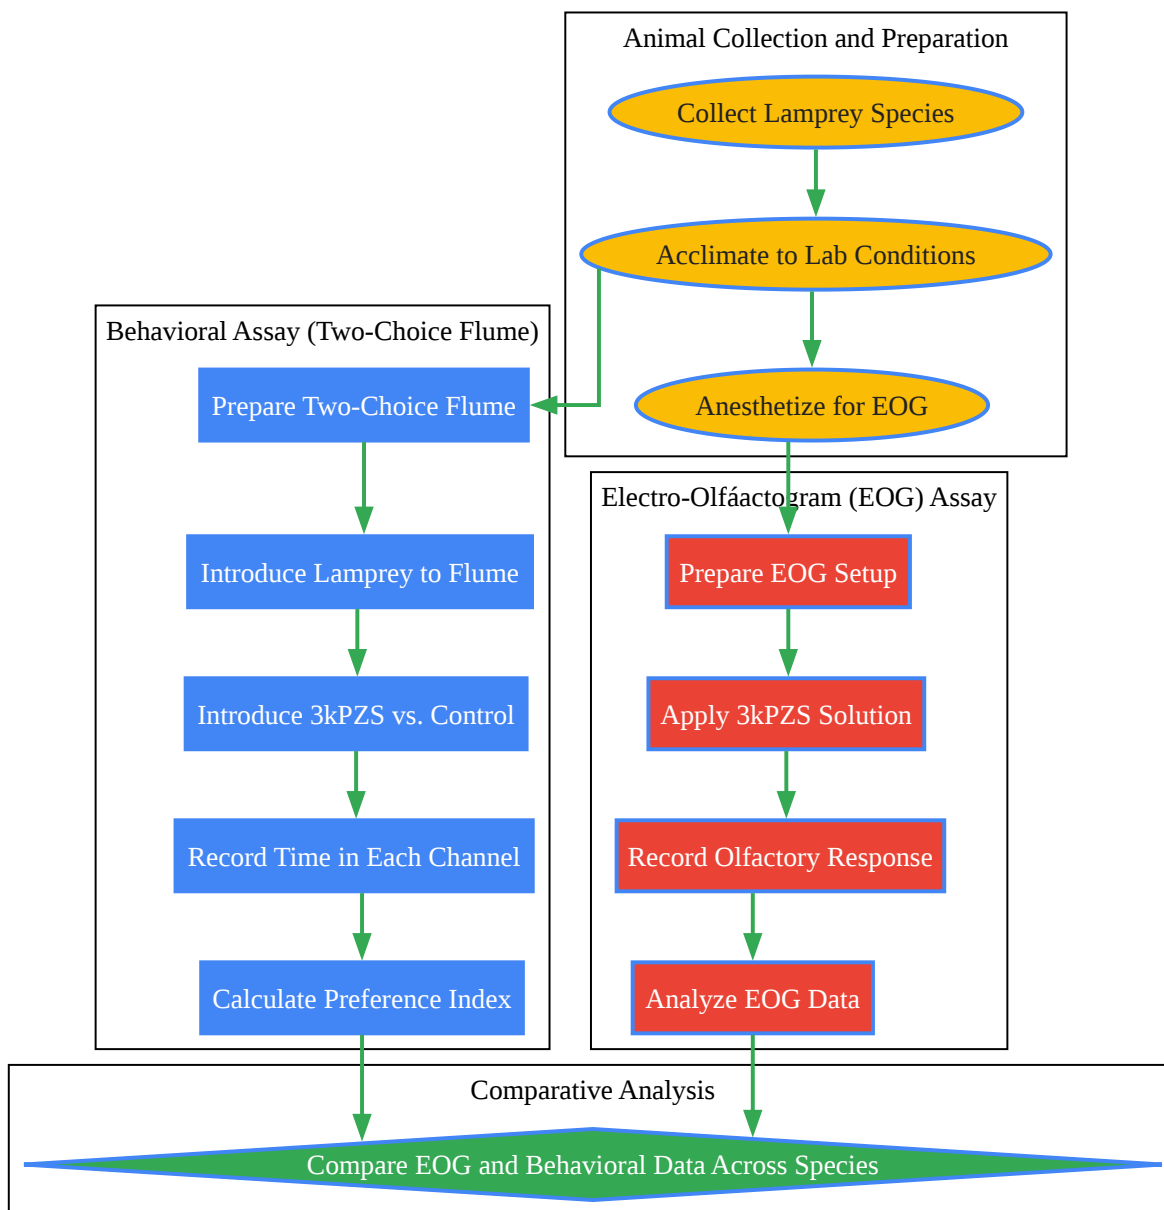 Animal Collection and Preparation
Collect Lamprey Species
Acclimate to Lab Conditions
Anesthetize for EOG
Behavioral Assay (Two-Choice Flume)
Prepare Two-Choice Flume
Introduce Lamprey to Flume
Introduce 3kPZS vs. Control
Record Time in Each Channel
Calculate Preference Index
Electro-Olfáactogram (EOG) Assay
Prepare EOG Setup
Apply 3kPZS Solution
Record Olfactory Response
Analyze EOG Data
Comparative Analysis
Compare EOG and Behavioral Data Across Species